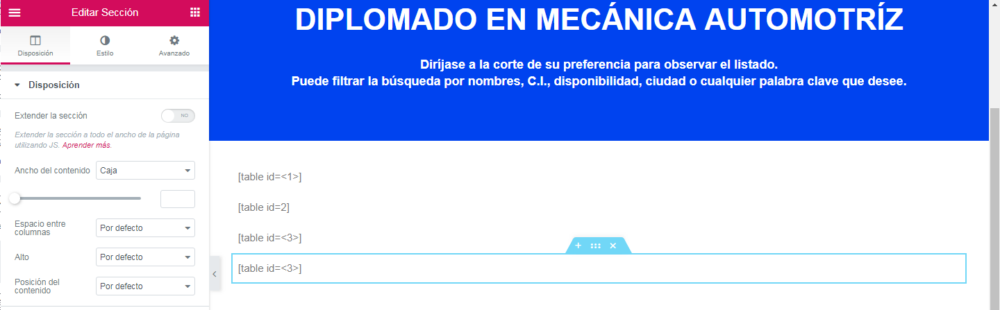 Editar Sección
Disposición
Estilo
Avanzado
Disposición
Extender la sección
NO
Extender la sección a todo el ancho de la página
utilizando JS. Aprender más.
Ancho del contenido
Caja
Espacio entre
columnas
Por defecto
Alto
Por defecto
Posición del
contenido
Por defecto
DIPLOMADO EN MECÁNICA AUTOMOTRÍZ
Diríjase a la corte de su preferencia para observar el listado.
Puede filtrar la búsqueda por nombres, C.I., disponibilidad, ciudad o cualquier palabra clave que desee.
[table id=<1>]
[table id=2]
[table id=<3>]
[table id=<3>]